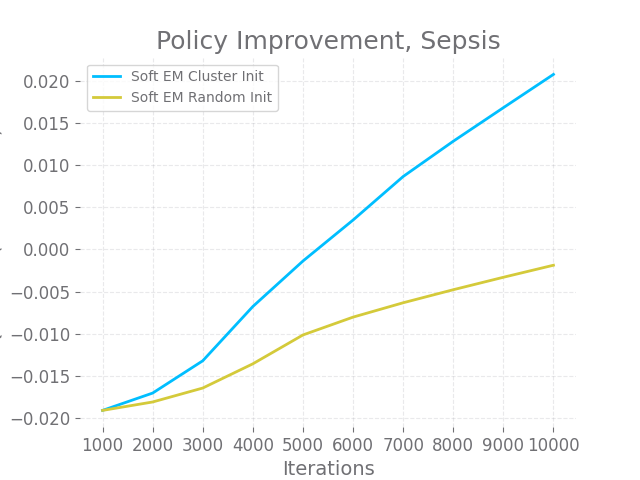 Policy Improvement, Sepsis
Soft EM Cluster Init
Soft EM Random Init
0.020
0.015
0.010
0.005
0.000
−0.005
−0.010
−0.015
−0.020
1000 2000 3000 4000 5000 6000 7000 8000 9000 10000
Iterations